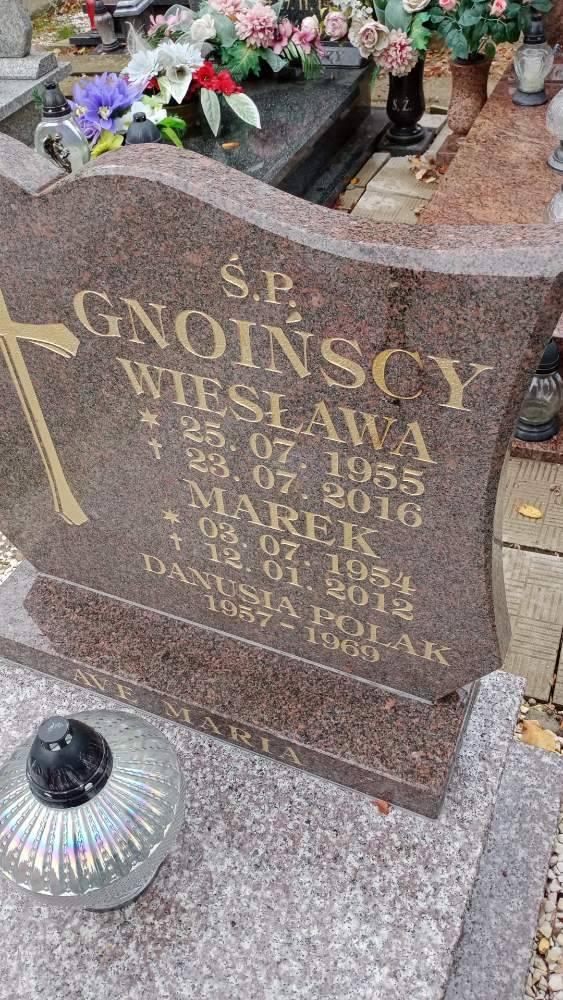 Ś.Ż.
Ś.P.
GNOIŃSCY
WIESŁAWA
* 25. 07. 1955
† 23. 07. 2016
MAREK
* 03. 07. 1954
† 12. 01. 2012
DANUSIA POLAK
1957 - 1969
AVE MARIA